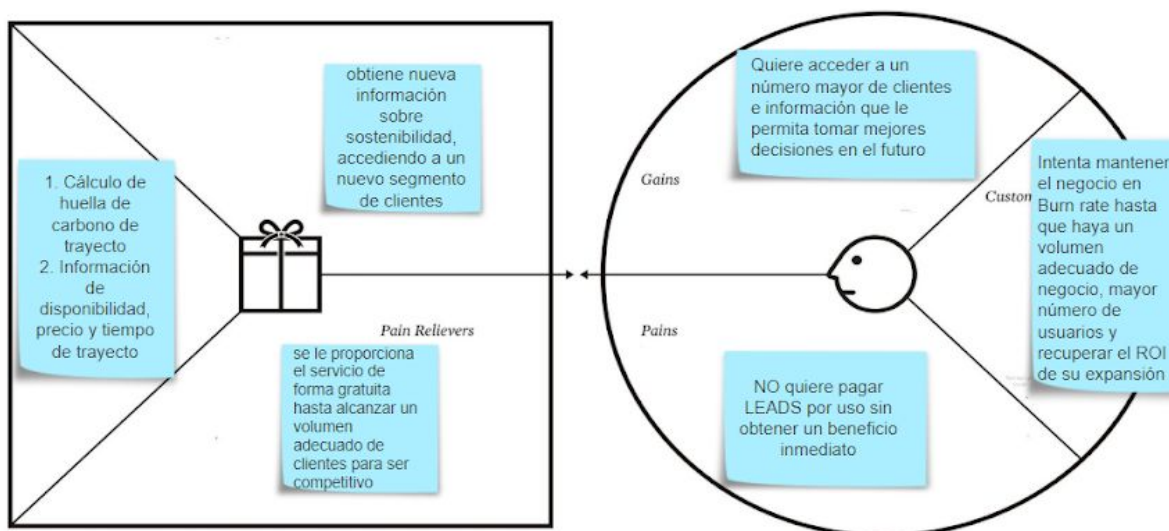 obtiene nueva
información
sobre
sostenibilidad,
accediendo a un
nuevo segmento
de clientes
1. Cálculo de
huella de
carbono de
trayecto
2. Información
de
disponibilidad,
precio y tiempo
de trayecto
Pain Relievers
se le proporciona
el servicio de
forma gratuita
hasta alcanzar un
volumen
adecuado de
clientes para ser
competitivo
Quiere acceder a un
número mayor de clientes
e información que le
permita tomar mejores
decisiones en el futuro
Gains
Custom
Intenta mantener
el negocio en
Burn rate hasta
que haya un
volumen
adecuado de
negocio, mayor
número de
usuarios y
recuperar el ROI
de su expansión
Pains
NO quiere pagar
LEADS por uso sin
obtener un beneficio
inmediato